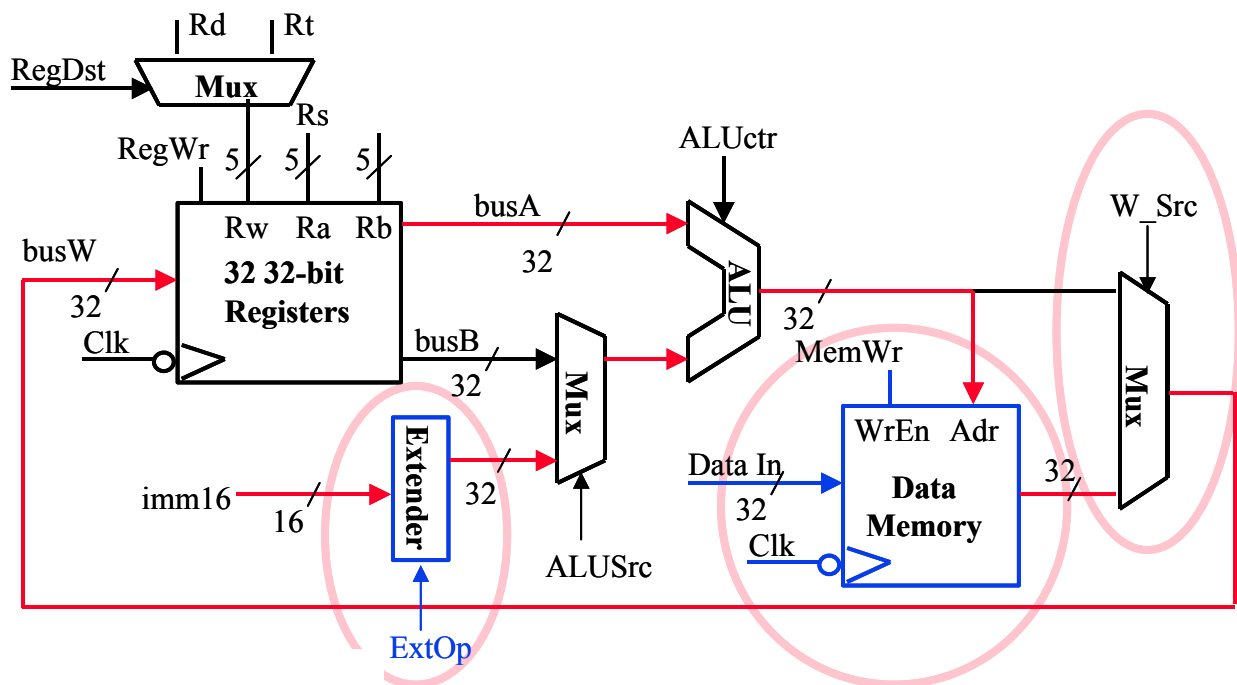 Rd
Rt
RegDst
Mux
Rs
RegWr
5
5
5
ALUctr
busA
32
Rw
Ra
Rb
32 32-bit
Registers
busW
32
Clk
busB
32
Mux
ALU
32
W_Src
MemWr
WrEn
Adr
Data
Memory
Data In
32
Clk
32
Mux
Extender
imm16
16
32
ALUSrc
ExtOp